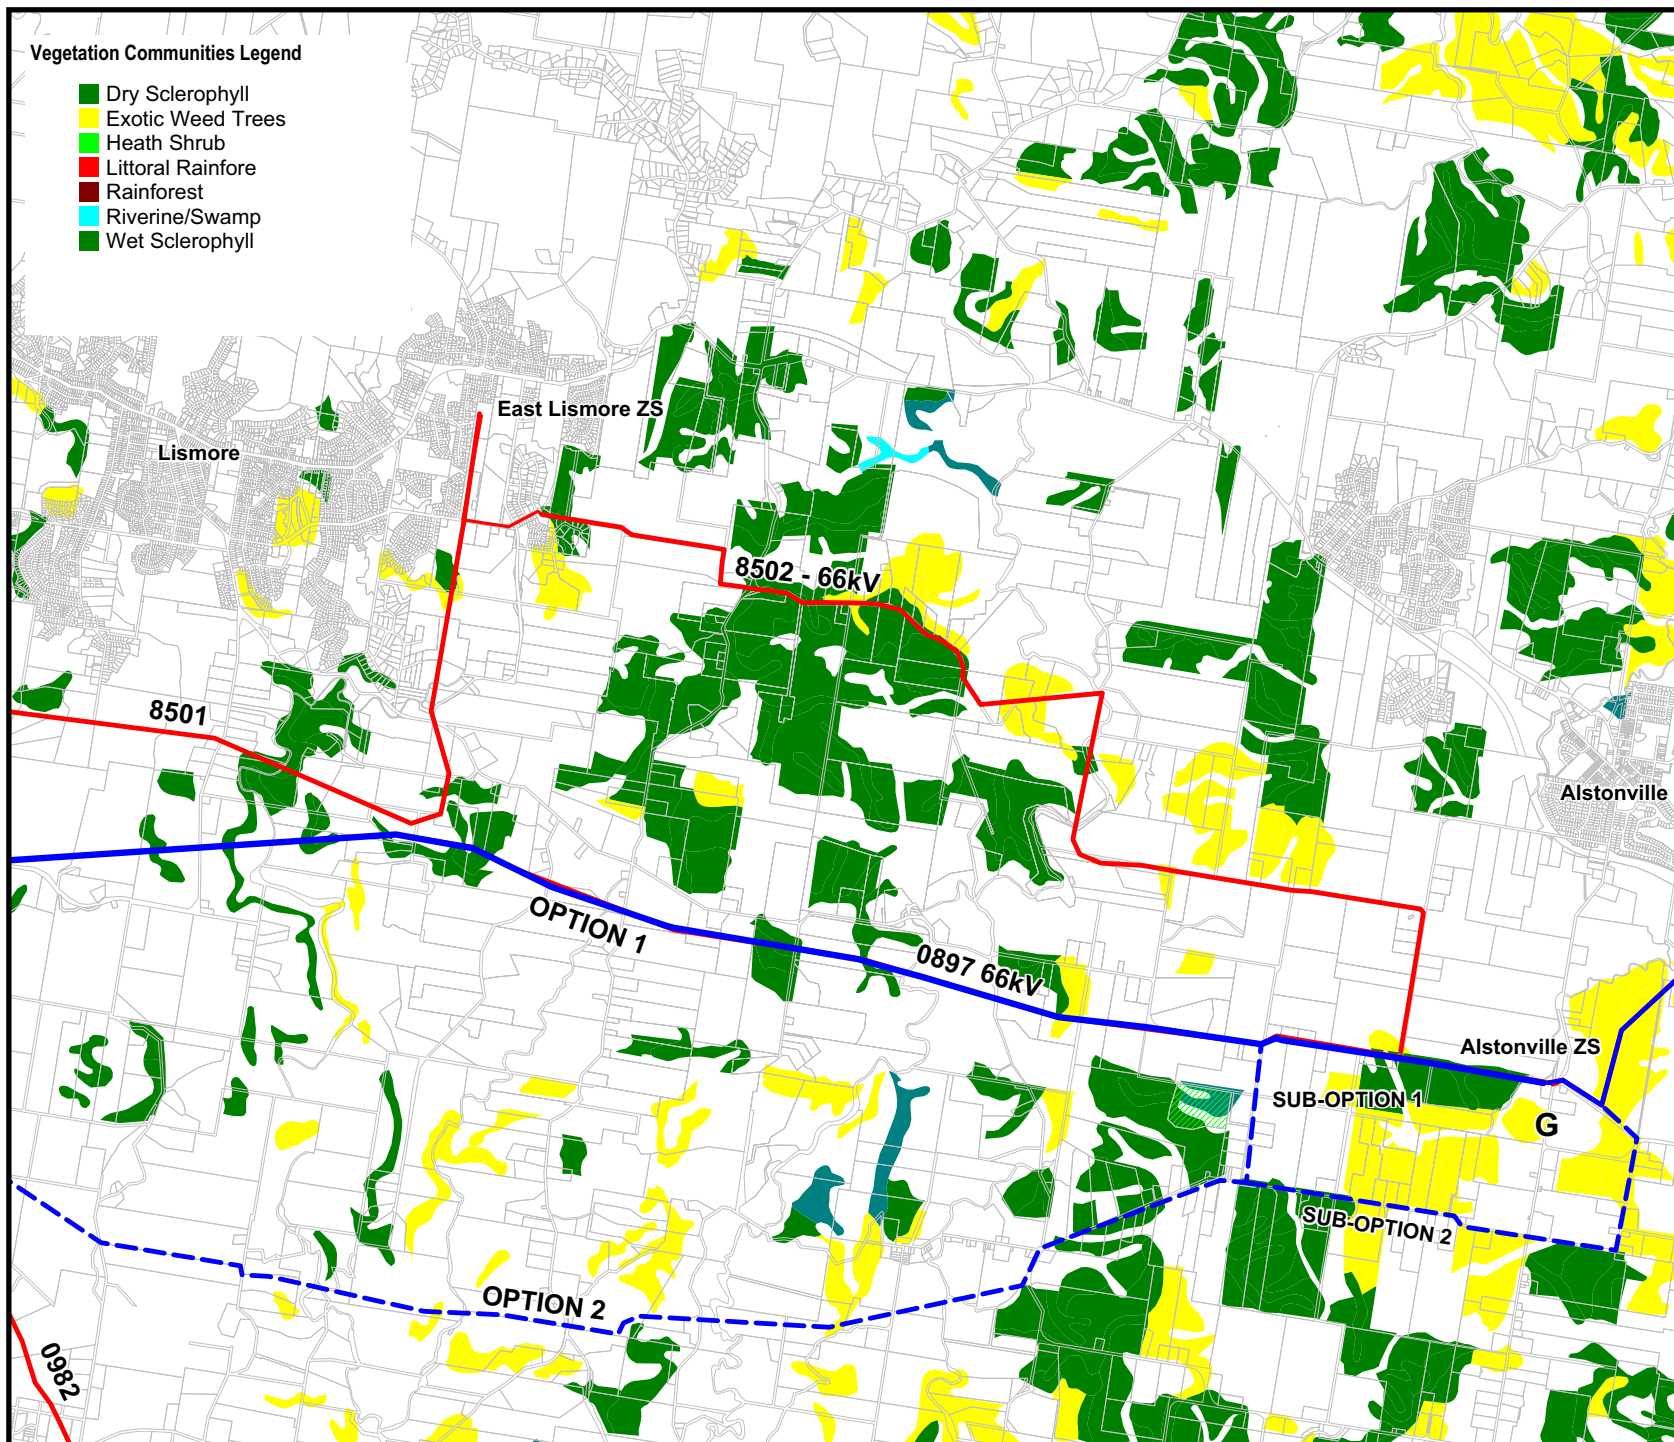 Vegetation Communities Legend
Dry Sclerophyll
Exotic Weed Trees
Heath Shrub
Littoral Rainfore
Rainforest
Riverine/Swamp
Wet Sclerophyll
East Lismore ZS
Lismore
8502 - 66kV
8501
Alstonville
OPTION 1
0897 66kV
Alstonville ZS
SUB-OPTION 1
G
SUB-OPTION 2
OPTION 2
0982